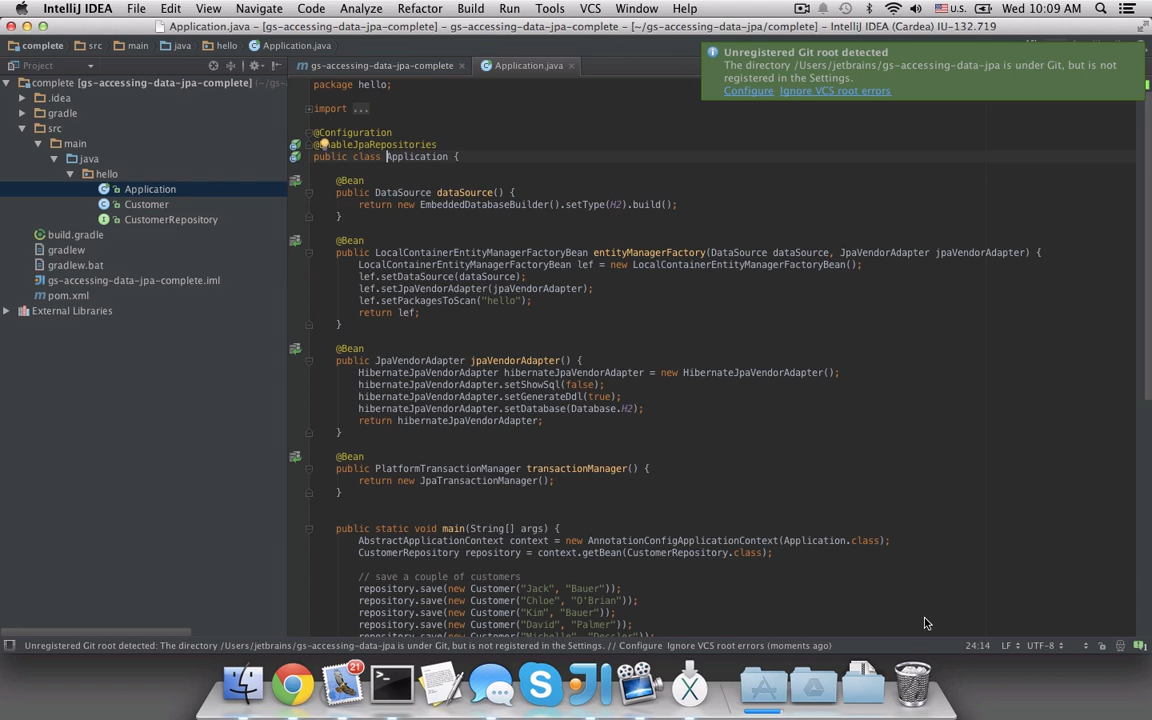 IntelliJ IDEA File Edit View Navigate Code Analyze Refactor Build Run Tools VCS Window Help U.S. Wed 10:09 AM
Application.java - [gs-accessing-data-jpa-complete] - [~/gs-accessing-data-jpa/complete] - IntelliJ IDEA (Cardea) IU-132.719
complete src main java hello Application.java
Project
gs-accessing-data-jpa-complete Application.java
Unregistered Git root detected
The directory /Users/jetbrains/gs-accessing-data-jpa is under Git, but is not
registered in the Settings.
Configure Ignore VCS root errors
complete [gs-accessing-data-jpa-complete] (~/gs-
.idea
gradle
src
main
java
hello
Application
Customer
CustomerRepository
build.gradle
gradlew
gradlew.bat
gs-accessing-data-jpa-complete.iml
pom.xml
External Libraries
package hello;
import ...
@Configuration
@EnableJpaRepositories
public class Application {
@Bean
public DataSource dataSource() {
return new EmbeddedDatabaseBuilder().setType(H2).build();
}
@Bean
public LocalContainerEntityManagerFactoryBean entityManagerFactory(DataSource dataSource, JpaVendorAdapter jpaVendorAdapter) {
LocalContainerEntityManagerFactoryBean lef = new LocalContainerEntityManagerFactoryBean();
lef.setDataSource(dataSource);
lef.setJpaVendorAdapter(jpaVendorAdapter);
lef.setPackagesToScan("hello");
return lef;
}
@Bean
public JpaVendorAdapter jpaVendorAdapter() {
HibernateJpaVendorAdapter hibernateJpaVendorAdapter = new HibernateJpaVendorAdapter();
hibernateJpaVendorAdapter.setShowSql(false);
hibernateJpaVendorAdapter.setGenerateDdl(true);
hibernateJpaVendorAdapter.setDatabase(Database.H2);
return hibernateJpaVendorAdapter;
}
@Bean
public PlatformTransactionManager transactionManager() {
return new JpaTransactionManager();
}
public static void main(String[] args) {
AbstractApplicationContext context = new AnnotationConfigApplicationContext(Application.class);
CustomerRepository repository = context.getBean(CustomerRepository.class);
// save a couple of customers
repository.save(new Customer("Jack", "Bauer"));
repository.save(new Customer("Chloe", "O'Brian"));
repository.save(new Customer("Kim", "Bauer"));
repository.save(new Customer("David", "Palmer"));
repository.save(new Customer("Michelle", "Dessler"));
Unregistered Git root detected: The directory /Users/jetbrains/gs-accessing-data-jpa is under Git, but is not registered in the Settings. // Configure Ignore VCS root errors (moments ago) 24:14 LF UTF-8
21